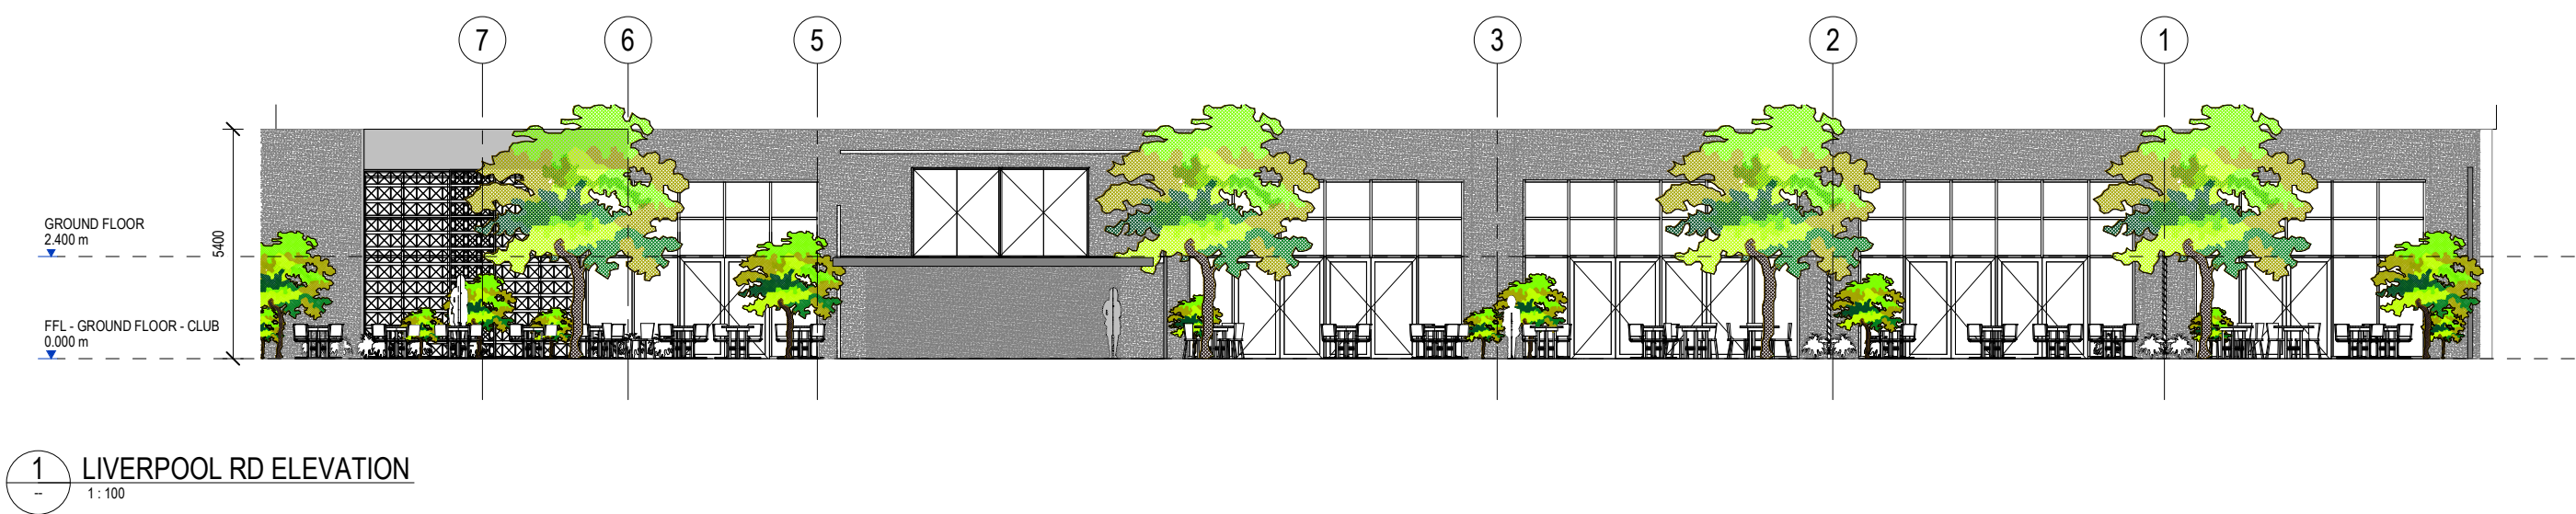 7 6 5 3 2 1
GROUND FLOOR
2.400 m
5400
FFL - GROUND FLOOR - CLUB
0.000 m
1 LIVERPOOL RD ELEVATION
-- 1 : 100